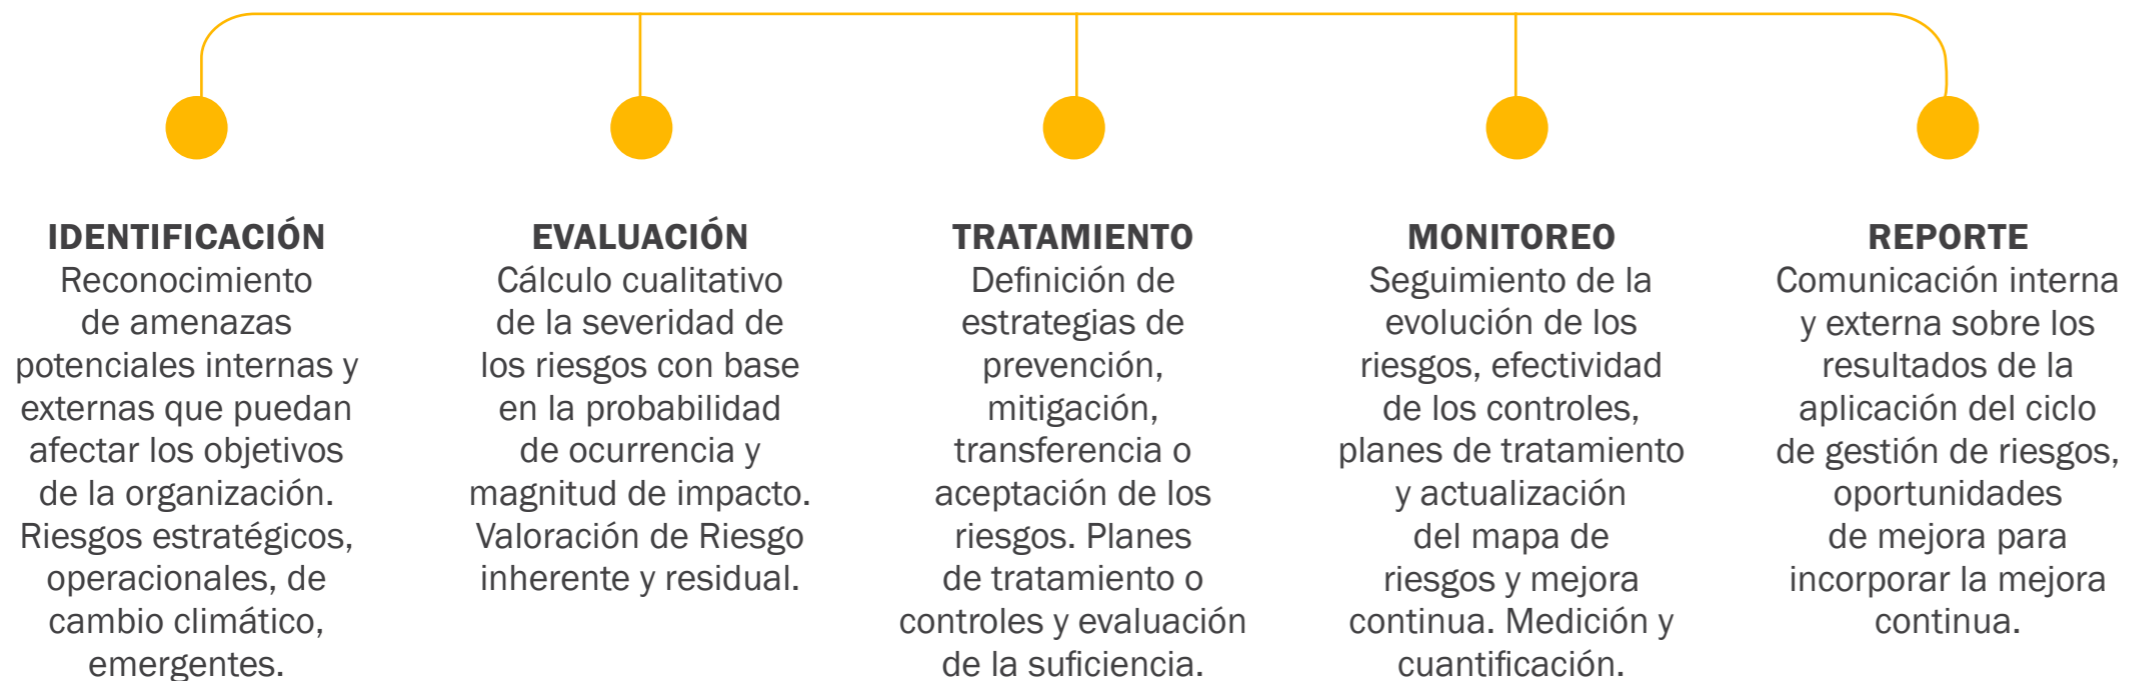 IDENTIFICACIÓN
Reconocimiento
de amenazas
potenciales internas y
externas que puedan
afectar los objetivos
de la organización.
Riesgos estratégicos,
operacionales, de
cambio climático,
emergentes.
EVALUACIÓN
Cálculo cualitativo
de la severidad de
los riesgos con base
en la probabilidad
de ocurrencia y
magnitud de impacto.
Valoración de Riesgo
inherente y residual.
TRATAMIENTO
Definición de
estrategias de
prevención,
mitigación,
transferencia o
aceptación de los
riesgos. Planes
de tratamiento o
controles y evaluación
de la suficiencia.
MONITOREO
Seguimiento de la
evolución de los
riesgos, efectividad
de los controles,
planes de tratamiento
y actualización
del mapa de
riesgos y mejora
continua. Medición y
cuantificación.
REPORTE
Comunicación interna
y externa sobre los
resultados de la
aplicación del ciclo
de gestión de riesgos,
oportunidades
de mejora para
incorporar la mejora
continua.